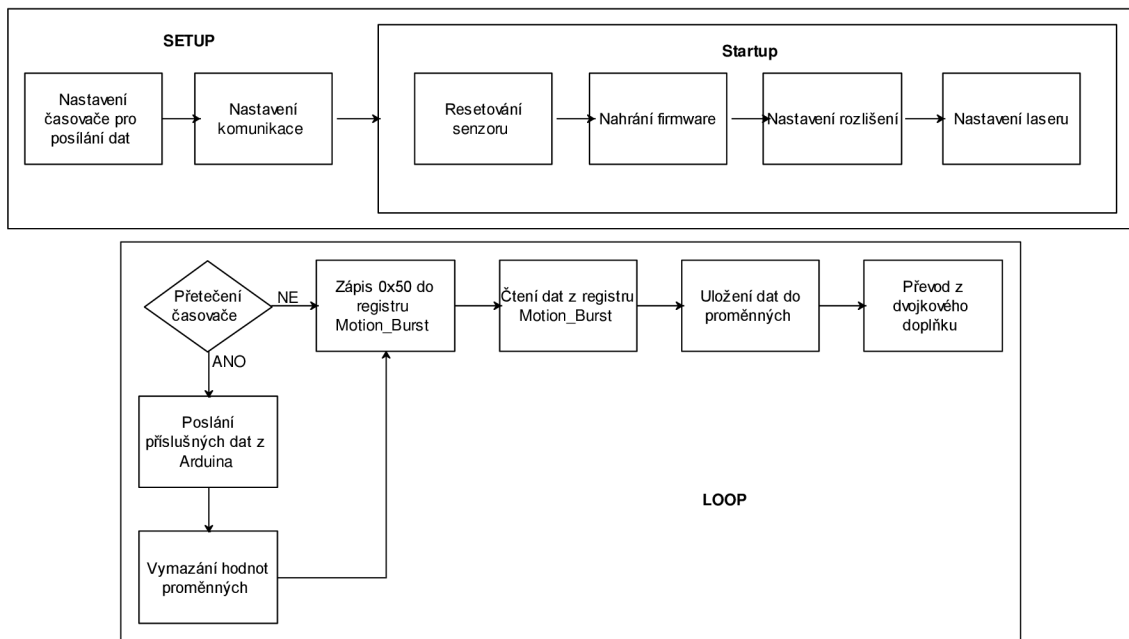 SETUP
Startup
Nastavení
časovače pro
posílání dat
Nastavení
komunikace
Resetování
senzoru
Nahrání firmware
Nastavení rozlišení
Nastavení laseru
Přetečení
časovače
NE
ANO
Zápis 0x50 do
registru
Motion_Burst
Čtení dat z registru
Motion_Burst
Uložení dat do
proměnných
Převod z
dvojkového
doplňku
Poslání
příslušných dat z
Arduina
Vymazání hodnot
proměnných
LOOP